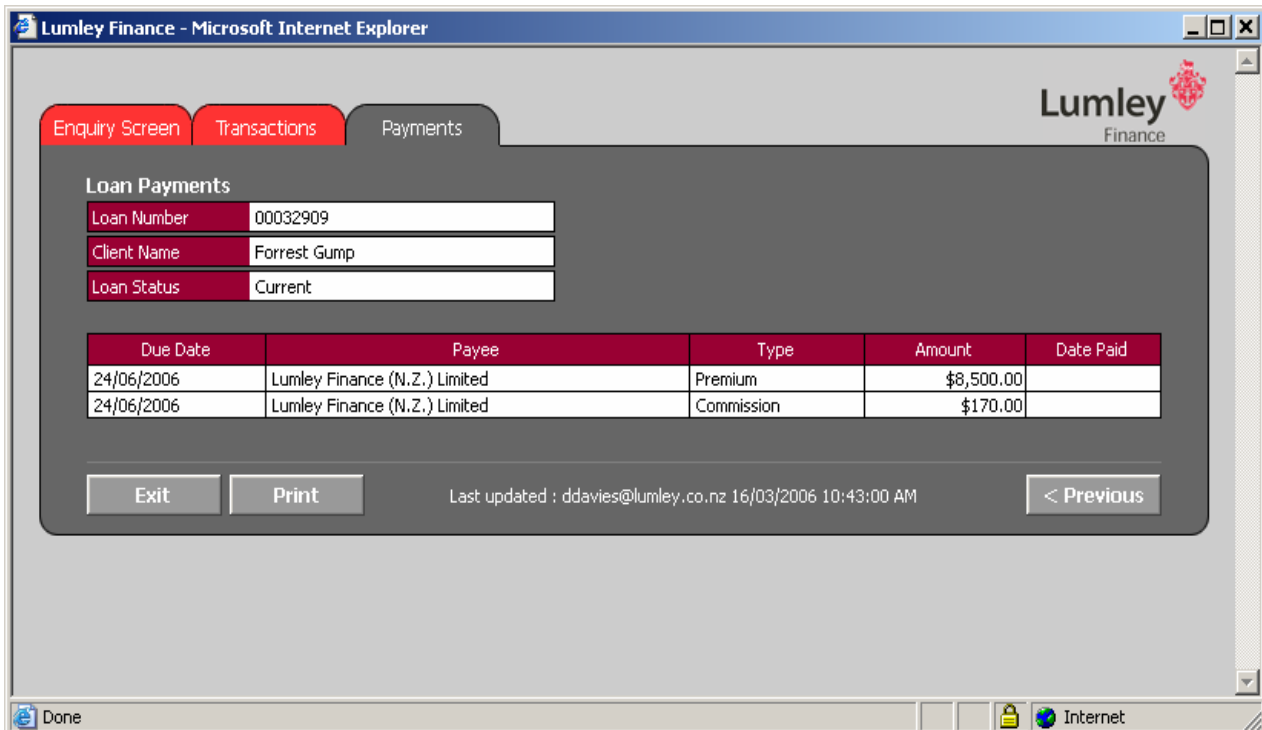 Lumley Finance - Microsoft Internet Explorer
Lumley
Finance
Enquiry Screen Transactions Payments
Loan Payments
Loan Number 00032909
Client Name Forrest Gump
Loan Status Current
Due Date Payee Type Amount Date Paid
24/06/2006 Lumley Finance (N.Z.) Limited Premium $8,500.00
24/06/2006 Lumley Finance (N.Z.) Limited Commission $170.00
Exit Print Last updated : ddavies@lumley.co.nz 16/03/2006 10:43:00 AM < Previous
Done Internet